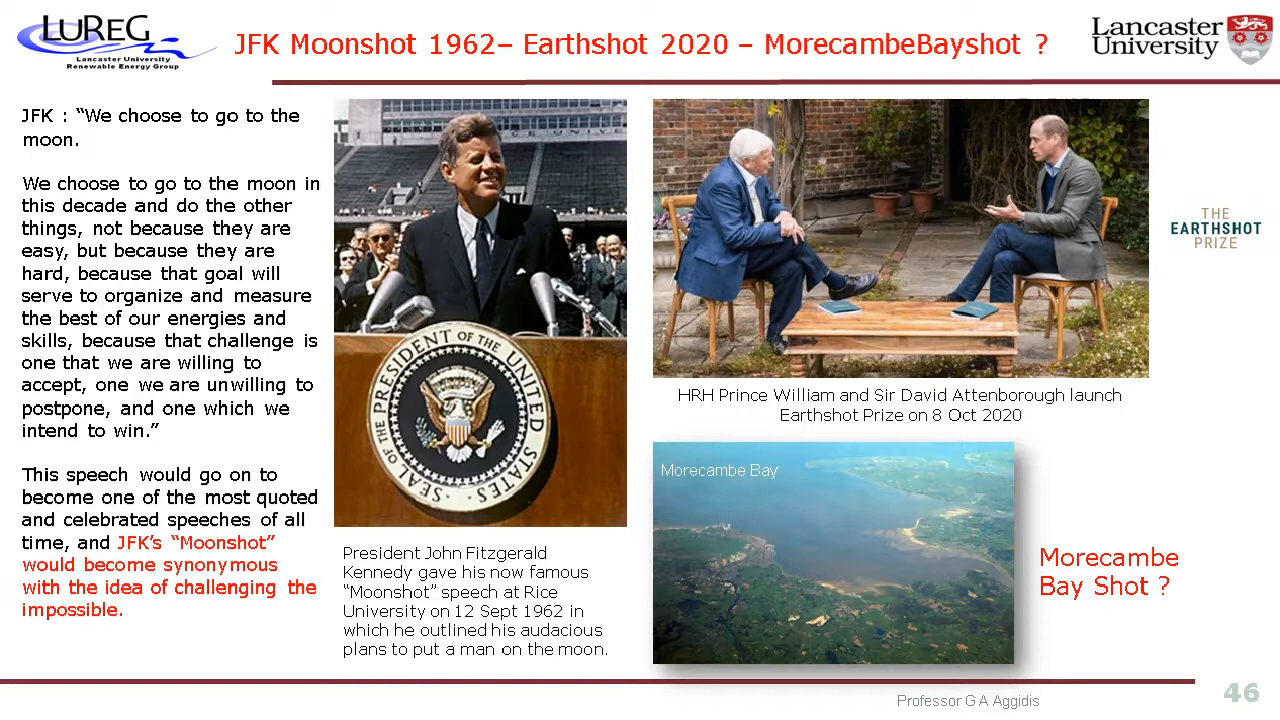 LUREG
Lancaster University
Renewable Energy Group
JFK Moonshot 1962– Earthshot 2020 – MorecambeBayshot ?
Lancaster
University
JFK : “We choose to go to the
moon.
We choose to go to the moon in
this decade and do the other
things, not because they are
easy, but because they are
hard, because that goal will
serve to organize and measure
the best of our energies and
skills, because that challenge is
one that we are willing to
accept, one we are unwilling to
postpone, and one which we
intend to win.”
This speech would go on to
become one of the most quoted
and celebrated speeches of all
time, and JFK’s “Moonshot”
would become synonymous
with the idea of challenging the
impossible.
SEAL OF THE PRESIDENT OF THE UNITED STATES
President John Fitzgerald
Kennedy gave his now famous
“Moonshot” speech at Rice
University on 12 Sept 1962 in
which he outlined his audacious
plans to put a man on the moon.
THE
EARTHSHOT
PRIZE
HRH Prince William and Sir David Attenborough launch
Earthshot Prize on 8 Oct 2020
Morecambe Bay
Morecambe
Bay Shot ?
Professor G A Aggidis
46